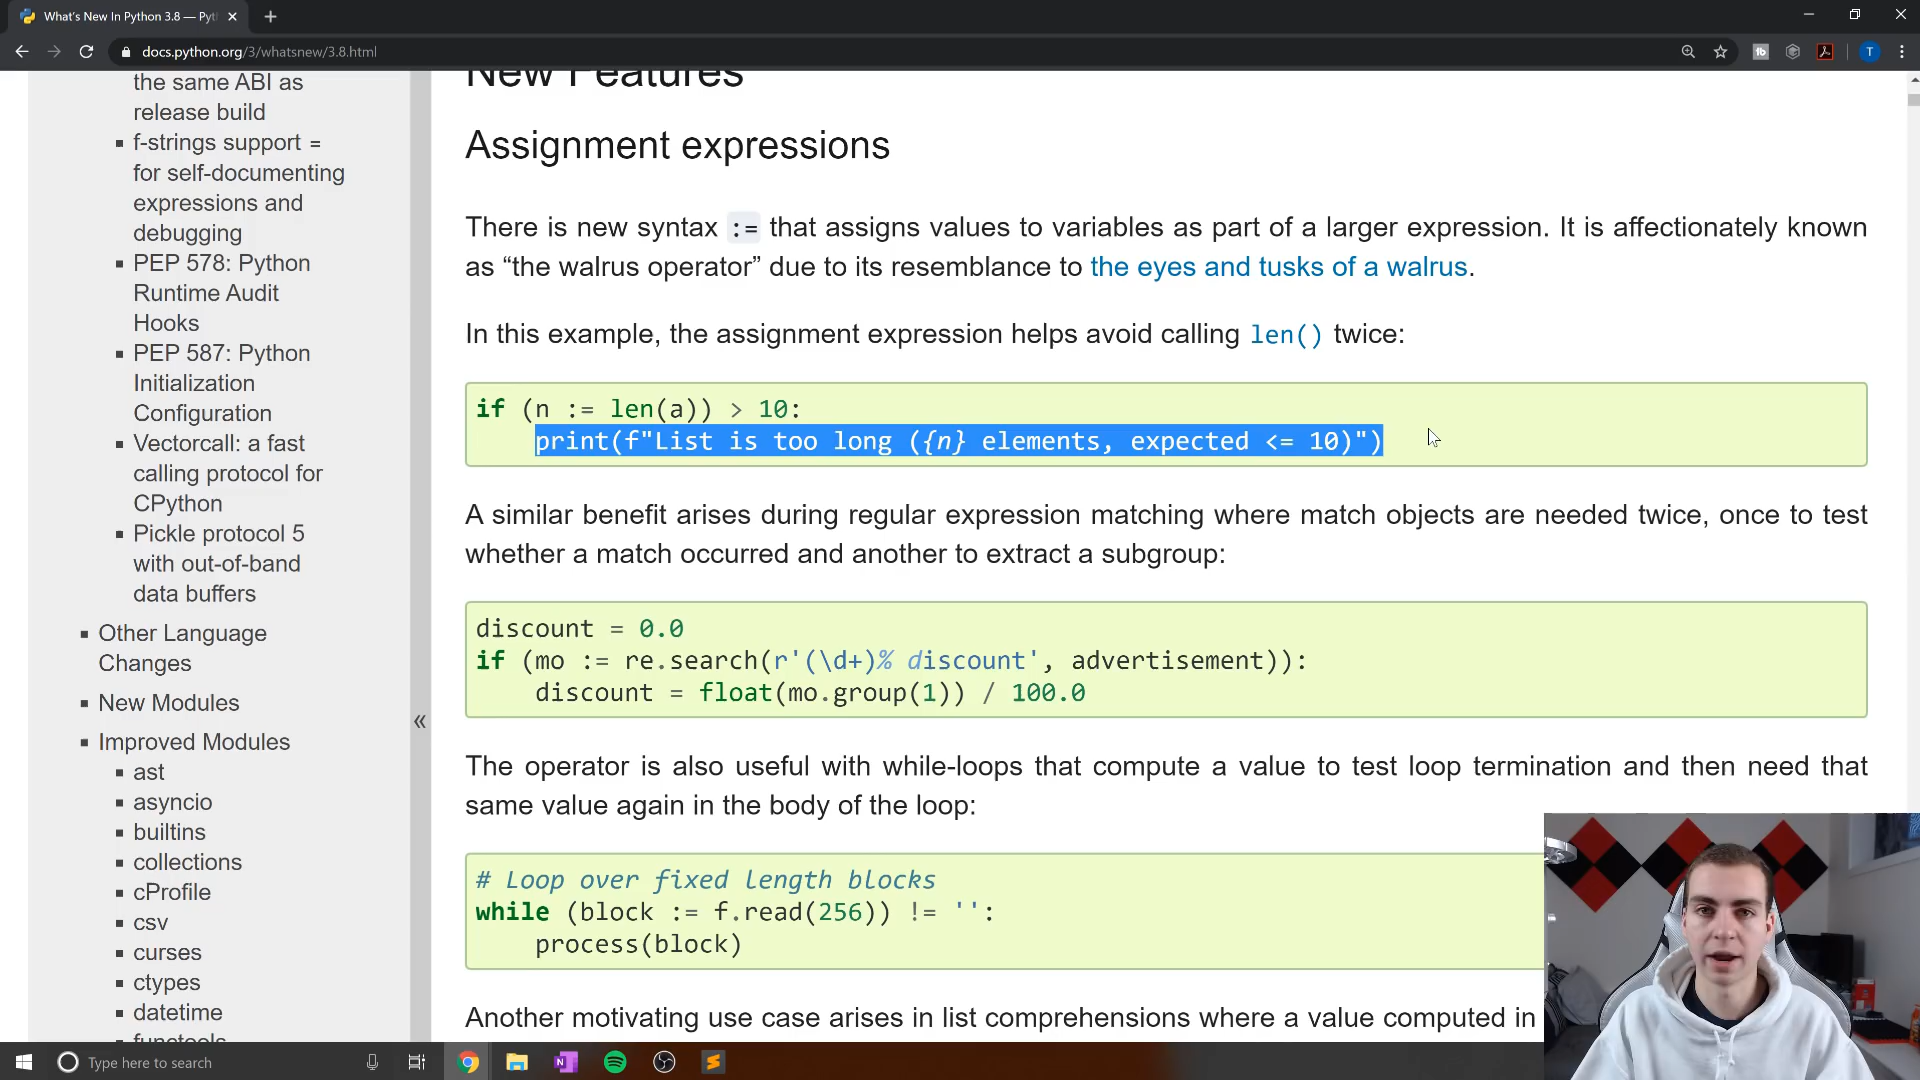 What's New In Python 3.8 — Pyt
docs.python.org/3/whatsnew/3.8.html
T
the same ABI as
release build
f-strings support =
for self-documenting
expressions and
debugging
PEP 578: Python
Runtime Audit
Hooks
PEP 587: Python
Initialization
Configuration
Vectorcall: a fast
calling protocol for
CPython
Pickle protocol 5
with out-of-band
data buffers
Other Language
Changes
New Modules
Improved Modules
ast
asyncio
builtins
collections
cProfile
csv
curses
ctypes
datetime
functools
«
New Features
Assignment expressions
There is new syntax := that assigns values to variables as part of a larger expression. It is affectionately known
as “the walrus operator” due to its resemblance to the eyes and tusks of a walrus.
In this example, the assignment expression helps avoid calling len() twice:
if (n := len(a)) > 10:
    print(f"List is too long ({n} elements, expected <= 10)")
A similar benefit arises during regular expression matching where match objects are needed twice, once to test
whether a match occurred and another to extract a subgroup:
discount = 0.0
if (mo := re.search(r'(\d+)% discount', advertisement)):
    discount = float(mo.group(1)) / 100.0
The operator is also useful with while-loops that compute a value to test loop termination and then need that
same value again in the body of the loop:
# Loop over fixed length blocks
while (block := f.read(256)) != '':
    process(block)
Another motivating use case arises in list comprehensions where a value computed in
Type here to search